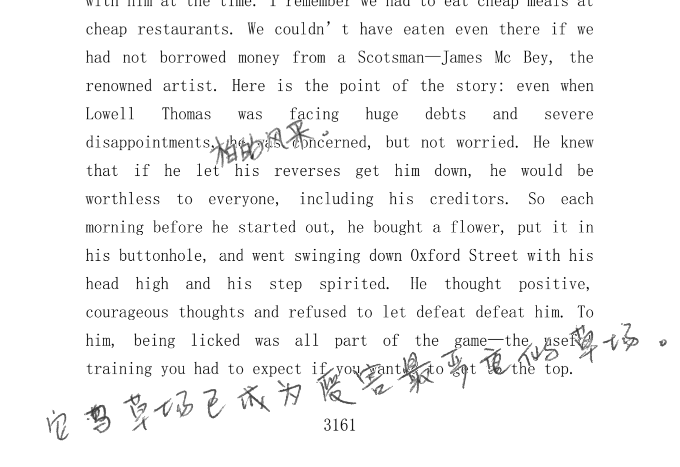 with him at the time. I remember we had to eat cheap meals at
cheap restaurants. We couldn't have eaten even there if we
had not borrowed money from a Scotsman—James Mc Bey, the
renowned artist. Here is the point of the story: even when
Lowell Thomas was facing huge debts and severe
disappointments, he was concerned, but not worried. He knew
柏的风采。
that if he let his reverses get him down, he would be
worthless to everyone, including his creditors. So each
morning before he started out, he bought a flower, put it in
his buttonhole, and went swinging down Oxford Street with his
head high and his step spirited. He thought positive,
courageous thoughts and refused to let defeat defeat him. To
him, being licked was all part of the game—the useful
training you had to expect if you wanted to get to the top.
它草场已成为受害最严重的草场。
3161